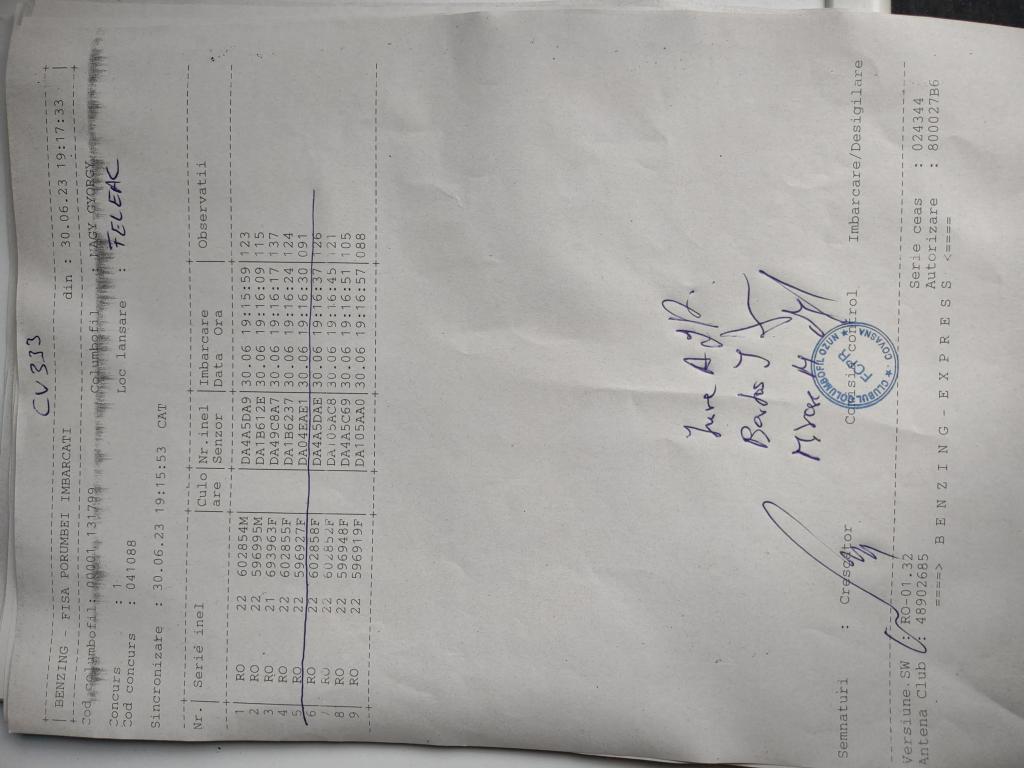 CV 333
BENZING - FISA PORUMBEI IMBARCATI din : 30.06.23 19:17:33
Cod columbofil: 00001 131799 Columbofil : NAGY GYORGY
Concurs : 1 Loc lansare : FELEAC
Cod concurs : 041088
Sincronizare : 30.06.23 19:15:53 CAT
Nr. Serie inel Culo Nr.inel Imbarcare Observatii
are Senzor Data Ora
1 RO 22 602854M DA4A5DA9 30.06 19:15:59 123
2 RO 22 596995M DA1B612E 30.06 19:16:09 115
3 RO 21 693963F DA49C8A7 30.06 19:16:17 137
4 RO 22 602855F DA1B6237 30.06 19:16:24 124
5 RO 22 596927F DA04EAE1 30.06 19:16:30 091
6 RO 22 602858F DA4A5DAE 30.06 19:16:37 126
7 RO 22 602852F DA105AC8 30.06 19:16:45 121
8 RO 22 596948F DA4A5C69 30.06 19:16:51 105
9 RO 22 596919F DA105AA0 30.06 19:16:57 088
Bartos J
Semnaturi : Crescator Comisie control Imbarcare/Desigilare
CLUBUL COLUMBOFIL OZUN
FCPR
COVASNA
Versiune.SW : RO-01.32 Serie ceas : 024344
Antena Club : 48902685 Autorizare : 800027B6
====> B E N Z I N G - E X P R E S S <====